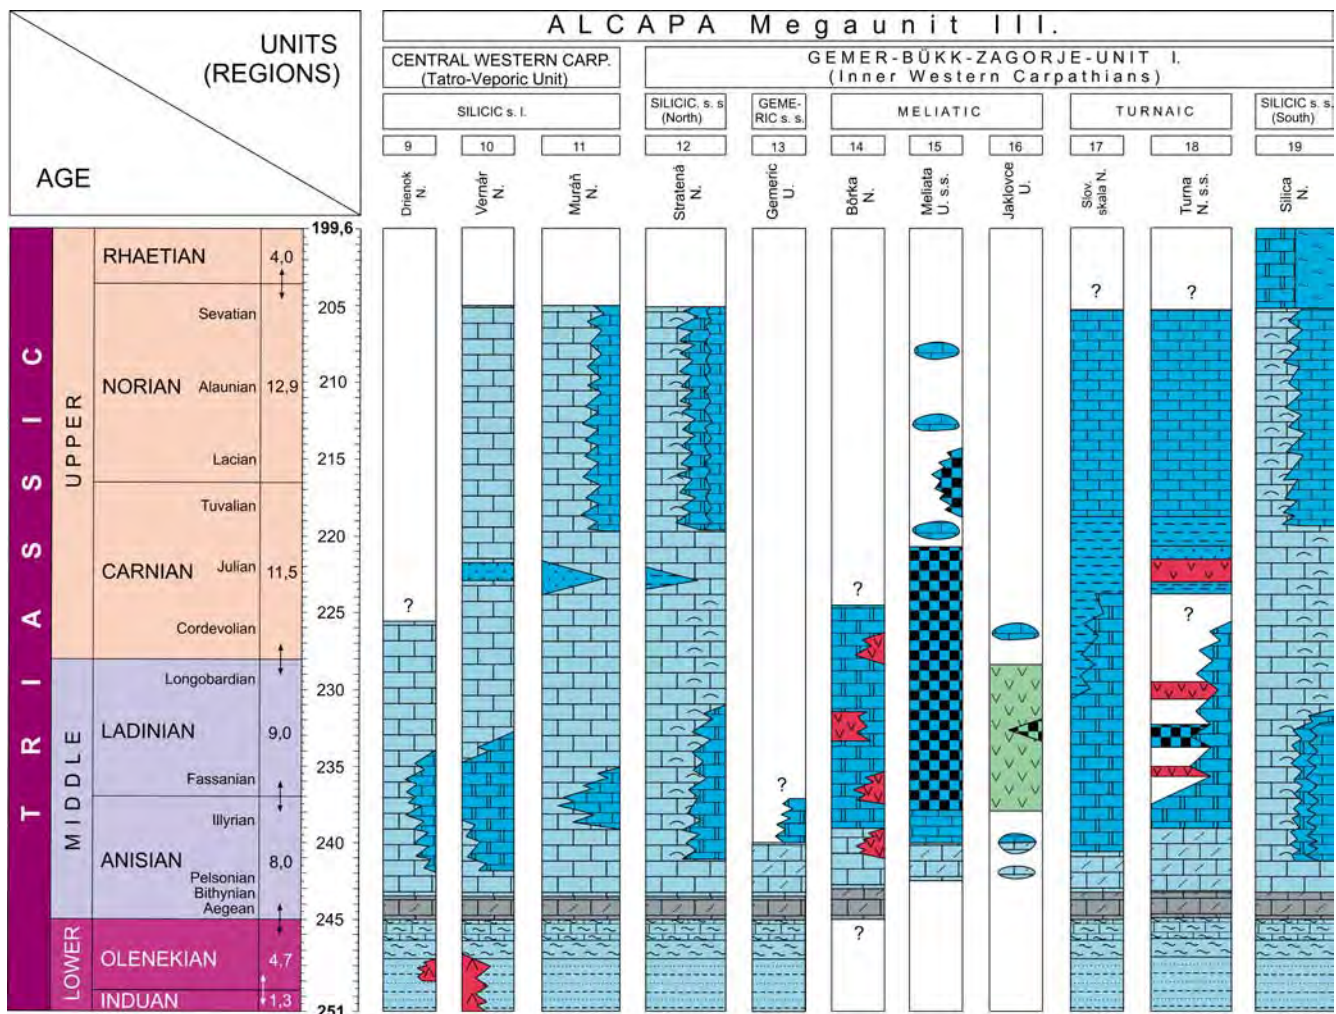 ALCAPA Megaunit III.
UNITS
(REGIONS)
AGE
CENTRAL WESTERN CARP.
(Tatro-Veporic Unit)
GEMER-BÜKK-ZAGORJE-UNIT I.
(Inner Western Carpathians)
SILICIC s. l.
SILICIC. s. s
(North)
GEME-
RIC s. s.
MELIATIC
TURNAIC
SILICIC s. s.
(South)
9
10
11
12
13
14
15
16
17
18
19
Drienok
N.
Vernár
N.
Muráň
N.
Stratená
N.
Gemeric
U.
Bôrka
N.
Meliata
U. s.s.
Jaklovce
U.
Slov.
skala N.
Turna
N. s.s.
Silica
N.
TRIASSIC
UPPER
MIDDLE
LOWER
RHAETIAN 4,0
NORIAN 12,9
CARNIAN 11,5
LADINIAN 9,0
ANISIAN 8,0
OLENEKIAN 4,7
INDUAN 1,3
Sevatian
Alaunian
Lacian
Tuvalian
Julian
Cordevolian
Longobardian
Fassanian
Illyrian
Pelsonian
Bithynian
Aegean
199,6
205
210
215
220
225
230
235
240
245
251
?
?
?
?
?
?
?